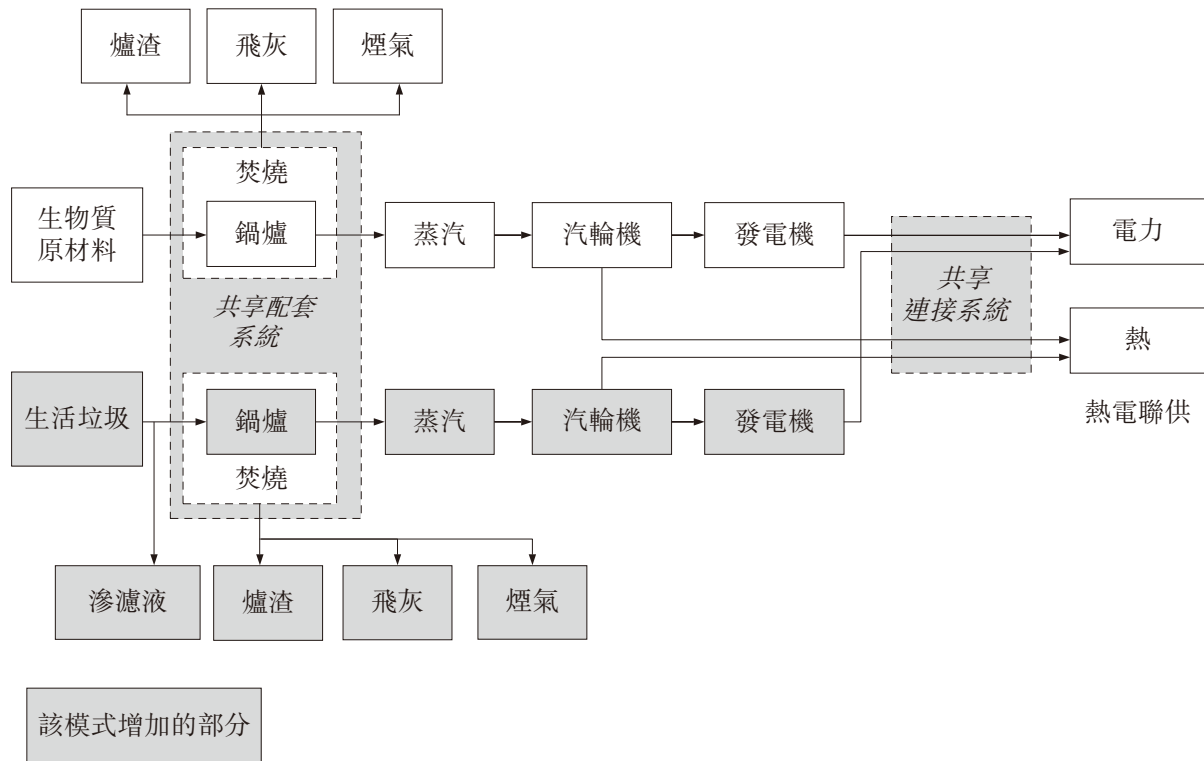 爐渣
飛灰
煙氣
焚燒
生物質
原材料
鍋爐
蒸汽
汽輪機
發電機
電力
共享配套
系統
共享
連接系統
熱
生活垃圾
鍋爐
蒸汽
汽輪機
發電機
熱電聯供
焚燒
滲濾液
爐渣
飛灰
煙氣
該模式增加的部分